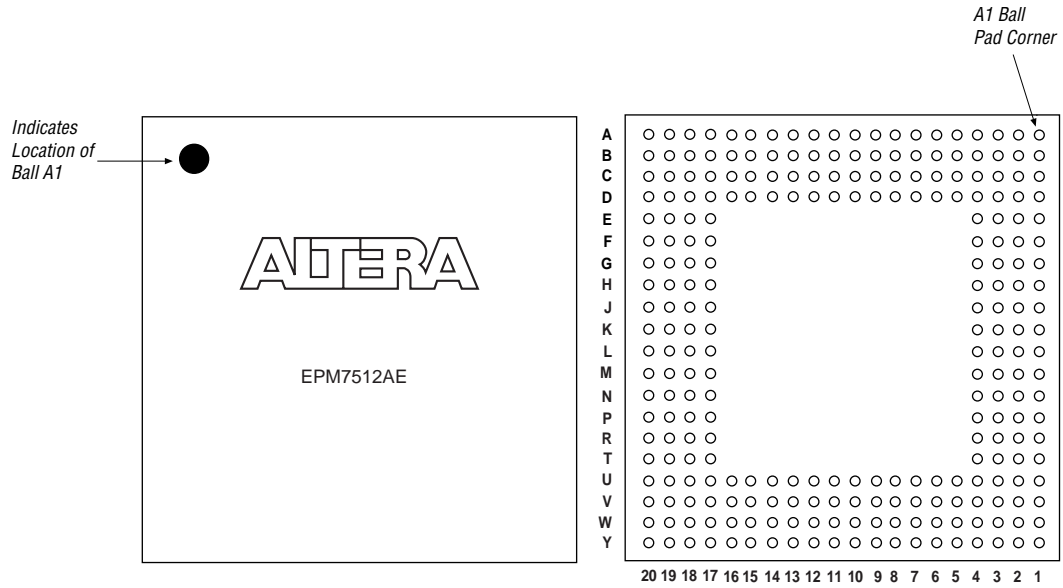 A1 Ball
Pad Corner
Indicates
Location of
Ball A1
ALTERA
EPM7512AE
A
B
C
D
E
F
G
H
J
K
L
M
N
P
R
T
U
V
W
Y
20 19 18 17 16 15 14 13 12 11 10 9 8 7 6 5 4 3 2 1